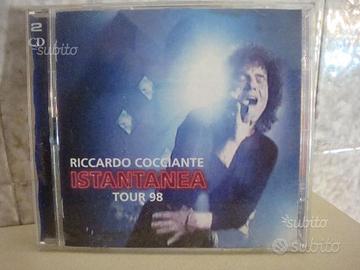 2
CD
subito
RICCARDO COCCIANTE
ISTANTANEA
TOUR 98
subito
subito